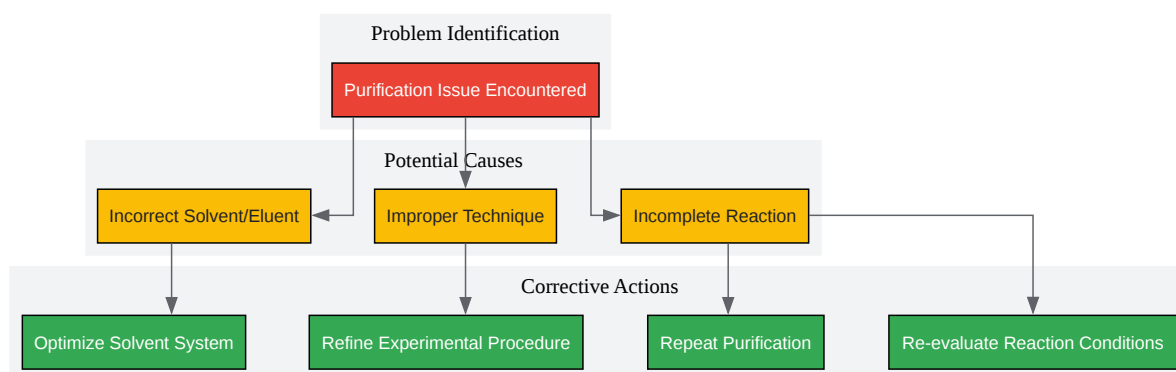 Problem Identification
Purification Issue Encountered
Potential Causes
Incorrect Solvent/Eluent
Improper Technique
Incomplete Reaction
Corrective Actions
Optimize Solvent System
Refine Experimental Procedure
Repeat Purification
Re-evaluate Reaction Conditions